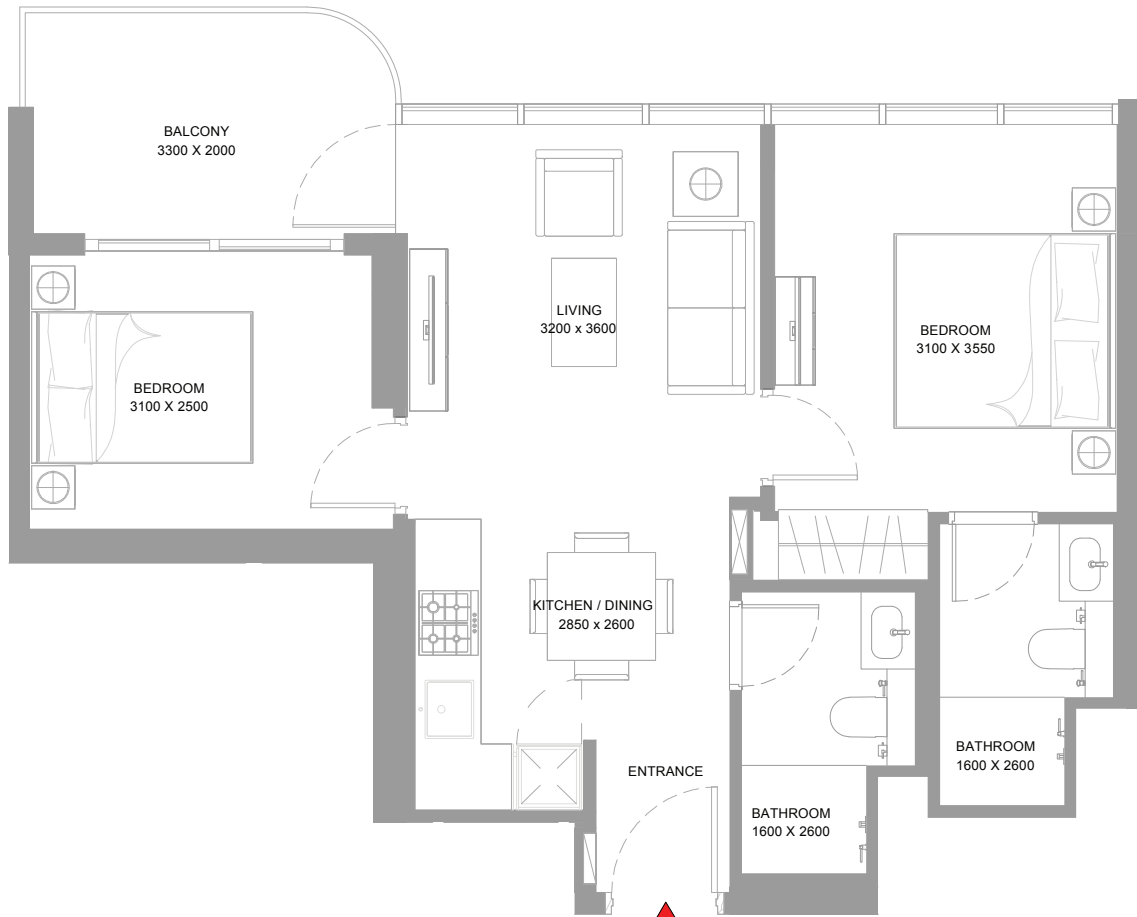 BALCONY
3300 X 2000
LIVING
3200 x 3600
BEDROOM
3100 X 3550
BEDROOM
3100 X 2500
KITCHEN / DINING
2850 x 2600
ENTRANCE
BATHROOM
1600 X 2600
BATHROOM
1600 X 2600